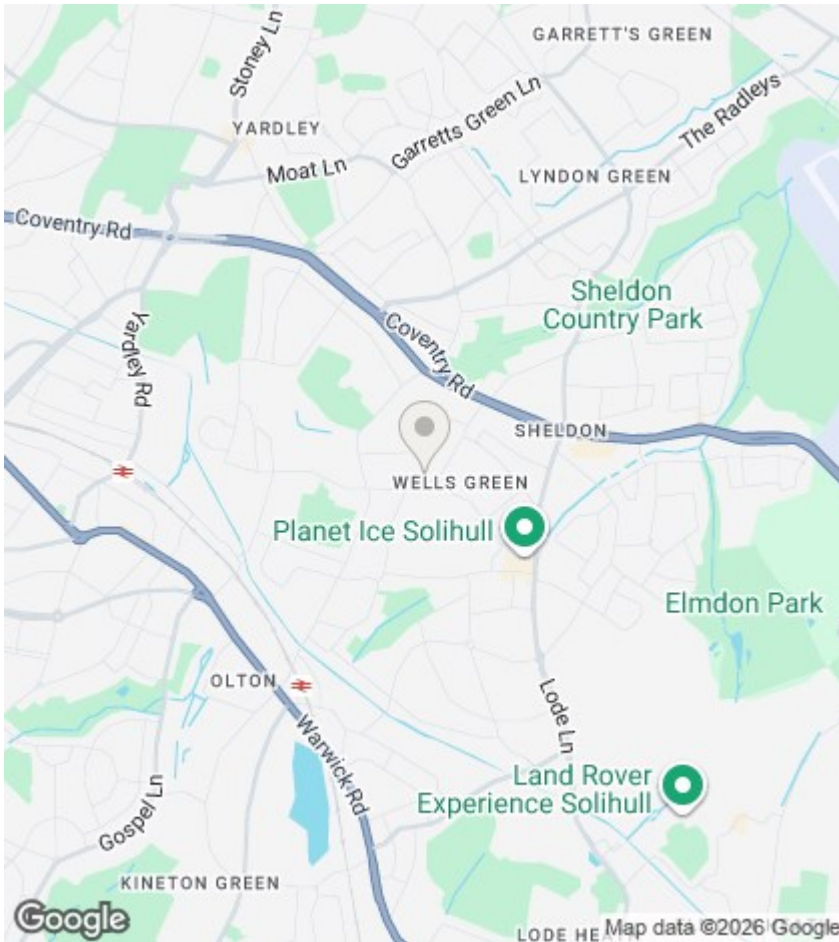 GARRETT'S GREEN
Stoney Ln
YARDLEY
Garretts Green Ln
The Radleys
Moat Ln
LYNDON GREEN
Coventry Rd
Sheldon
Country Park
Yardley Rd
Coventry Rd
SHELDON
WELLS GREEN
Planet Ice Solihull
Elmdon Park
OLTON
Lode Ln
Warwick Rd
Land Rover
Experience Solihull
Gospel Ln
KINETON GREEN
Google
LODE
Map data ©2026 Google